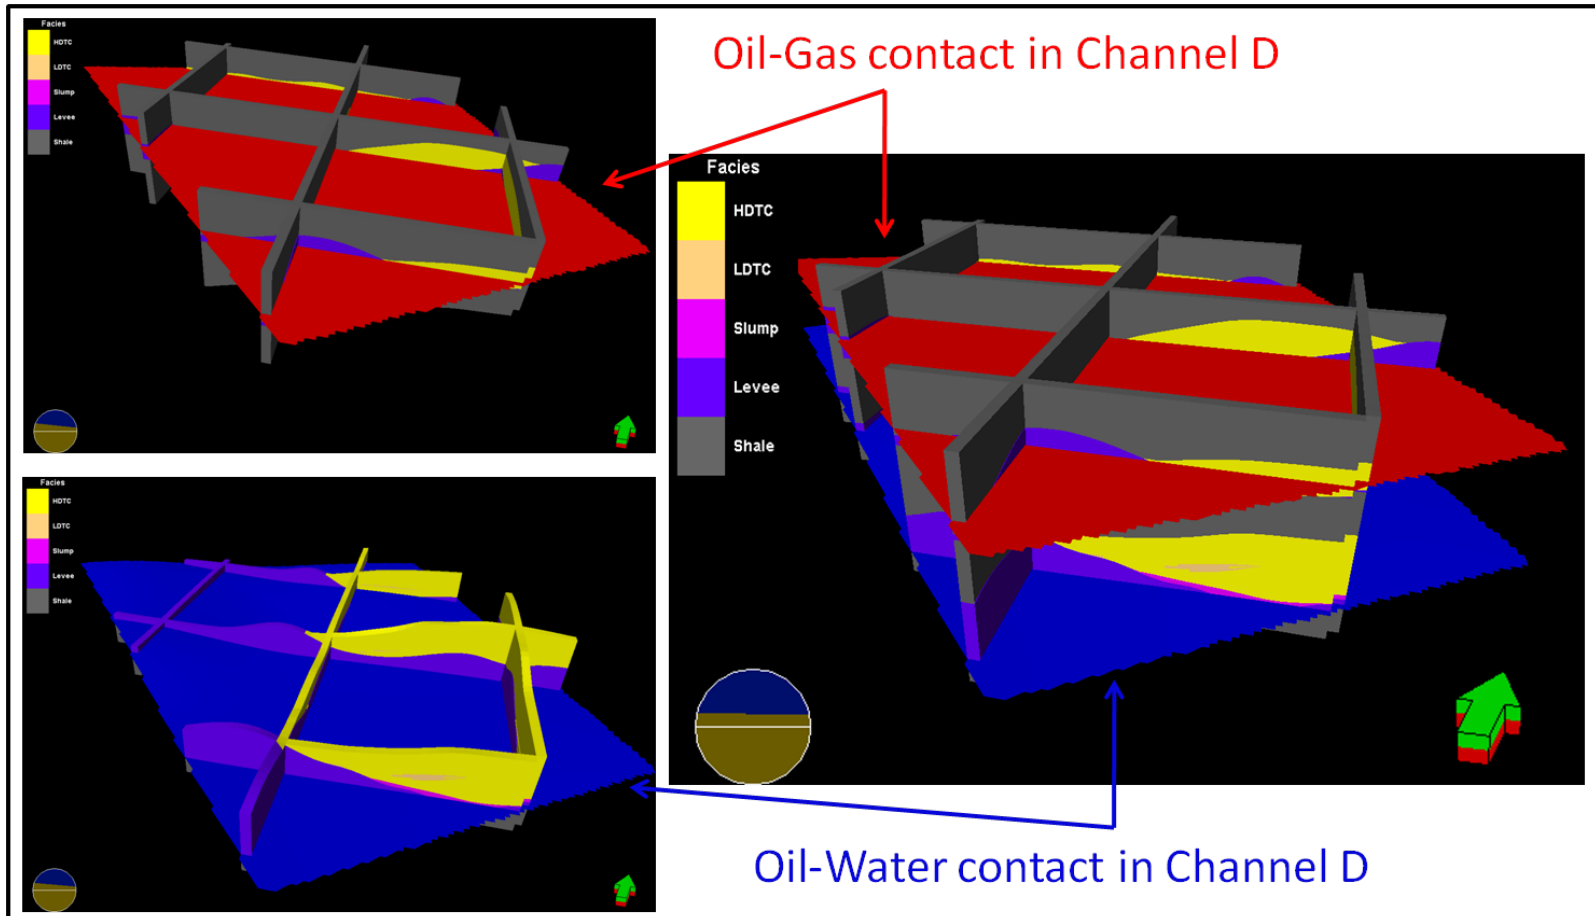 Facies
HDTC
LDTC
Slump
Levee
Shale
Oil-Gas contact in Channel D
Facies
HDTC
LDTC
Slump
Levee
Shale
Facies
HDTC
LDTC
Slump
Levee
Shale
Oil-Water contact in Channel D